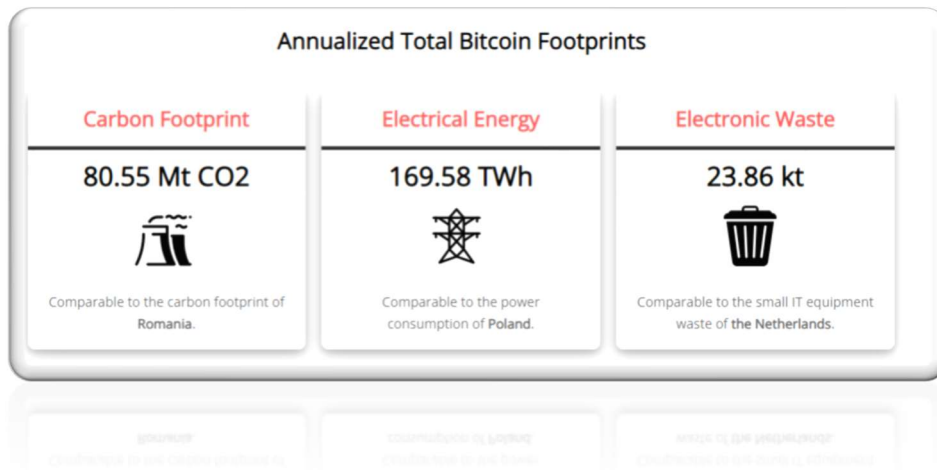 Annualized Total Bitcoin Footprints
Carbon Footprint
80.55 Mt CO2
Comparable to the carbon footprint of
Romania.
Electrical Energy
169.58 TWh
Comparable to the power
consumption of Poland.
Electronic Waste
23.86 kt
Comparable to the small IT equipment
waste of the Netherlands.